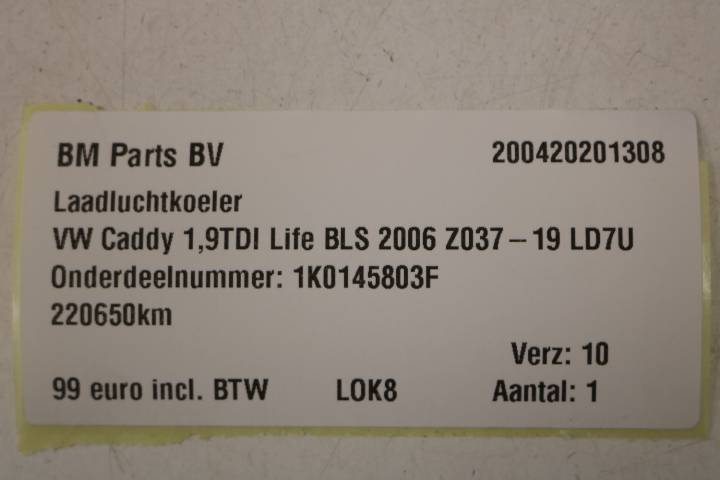 BM Parts BV 200420201308
Laadluchtkoeler
VW Caddy 1,9TDI Life BLS 2006 Z037 – 19 LD7U
Onderdeelnummer: 1K0145803F
220650km
Verz: 10
99 euro incl. BTW LOK8 Aantal: 1